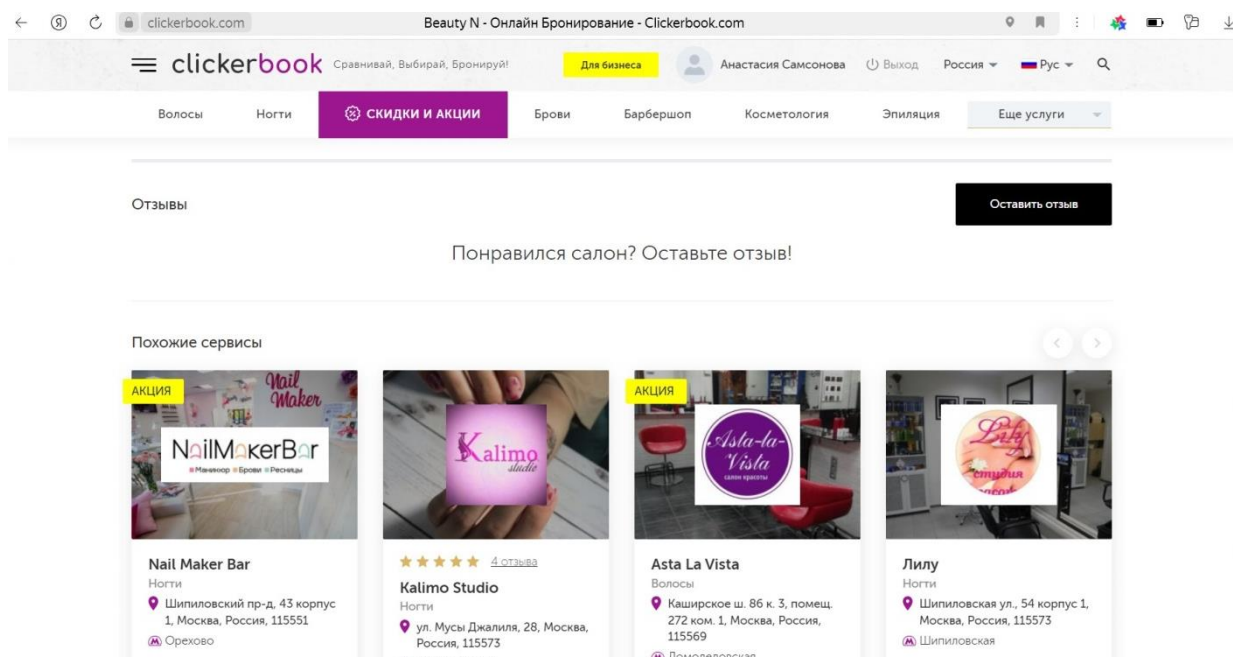 clickerbook.com
Beauty N - Онлайн Бронирование - Clickerbook.com
clickerbook
Сравнивай, Выбирай, Бронируй!
Для бизнеса
Анастасия Самсонова
Выход
Россия
Рус
Волосы
Ногти
СКИДКИ И АКЦИИ
Брови
Барбершоп
Косметология
Эпиляция
Еще услуги
Отзывы
Оставить отзыв
Понравился салон? Оставьте отзыв!
Похожие сервисы
АКЦИЯ
Nail
Maker
NailMakerBar
Маникюр Брови Ресницы
Nail Maker Bar
Ногти
Шипиловский пр-д, 43 корпус
1, Москва, Россия, 115551
Орехово
Kalimo
studio
4 отзыва
Kalimo Studio
Ногти
ул. Мусы Джалиля, 28, Москва,
Россия, 115573
АКЦИЯ
Asta-la-
Vista
салон красоты
Asta La Vista
Волосы
Каширское ш. 86 к. 3, помещ.
272 ком. 1, Москва, Россия,
115569
Домодедовская
Lily
студия
Лилу
Ногти
Шипиловская ул., 54 корпус 1,
Москва, Россия, 115573
Шипиловская